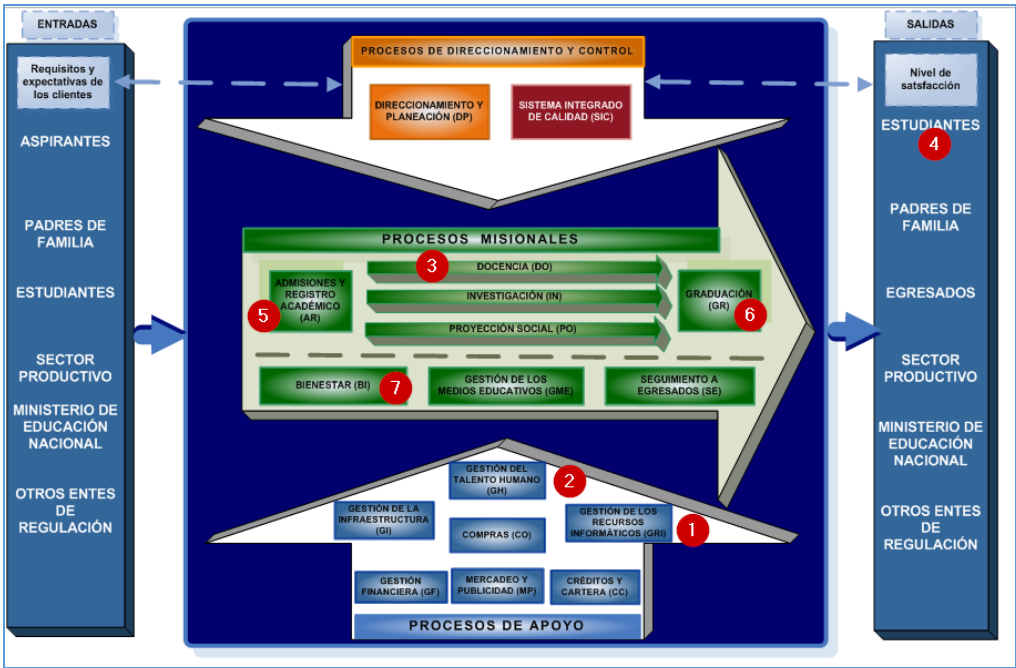 ENTRADAS
Requisitos y
expectativas de
los clientes
ASPIRANTES
PADRES DE
FAMILIA
ESTUDIANTES
SECTOR
PRODUCTIVO
MINISTERIO DE
EDUCACIÓN
NACIONAL
OTROS ENTES
DE
REGULACIÓN
PROCESOS DE DIRECCIONAMIENTO Y CONTROL
DIRECCIONAMIENTO Y
PLANEACIÓN (DP)
SISTEMA INTEGRADO
DE CALIDAD (SIC)
PROCESOS MISIONALES
ADMISIONES Y
REGISTRO
ACADÉMICO
(AR)
5
3
DOCENCIA (DO)
INVESTIGACIÓN (IN)
PROYECCIÓN SOCIAL (PO)
GRADUACIÓN
(GR)
6
BIENESTAR (BI)
7
GESTIÓN DE LOS
MEDIOS EDUCATIVOS (GME)
SEGUIMIENTO A
EGRESADOS (SE)
GESTIÓN DEL
TALENTO HUMANO
(GH)
2
GESTIÓN DE LA
INFRAESTRUCTURA
(GI)
COMPRAS (CO)
GESTIÓN DE LOS
RECURSOS
INFORMÁTICOS (GRI)
1
GESTIÓN
FINANCIERA (GF)
MERCADEO Y
PUBLICIDAD (MP)
CRÉDITOS Y
CARTERA (CC)
PROCESOS DE APOYO
SALIDAS
Nivel de
satisfacción
ESTUDIANTES
4
PADRES DE
FAMILIA
EGRESADOS
SECTOR
PRODUCTIVO
MINISTERIO DE
EDUCACIÓN
NACIONAL
OTROS ENTES
DE
REGULACIÓN